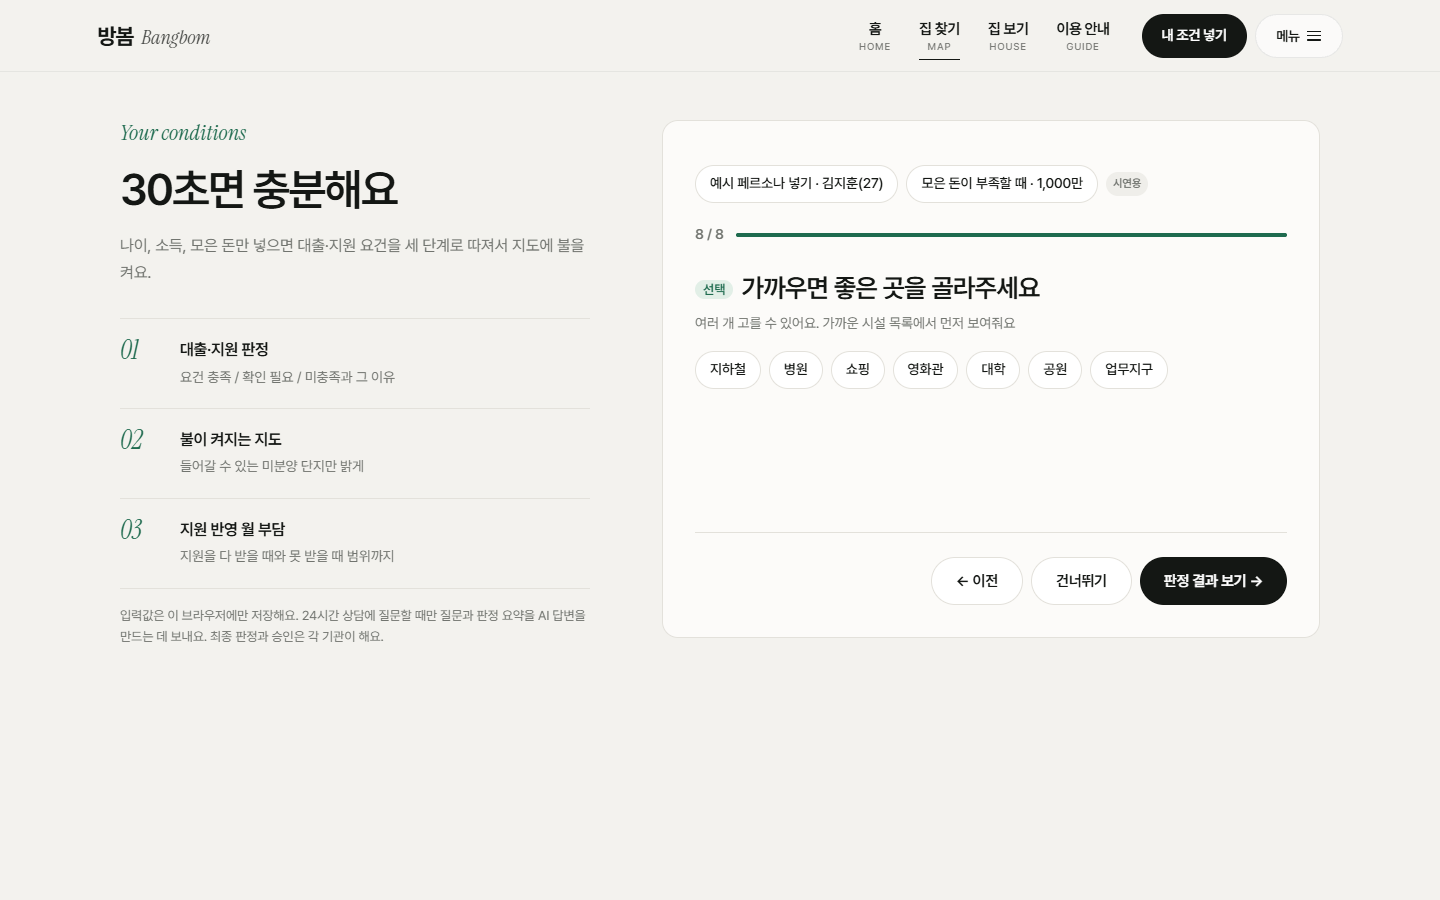 방봄 Bangbom
홈
HOME
집 찾기
MAP
집 보기
HOUSE
이용 안내
GUIDE
내 조건 넣기
메뉴
Your conditions
30초면 충분해요
나이, 소득, 모은 돈만 넣으면 대출·지원 요건을 세 단계로 따져서 지도에 불을
켜요.
01
대출·지원 판정
요건 충족 / 확인 필요 / 미충족과 그 이유
02
불이 켜지는 지도
들어갈 수 있는 미분양 단지만 밝게
03
지원 반영 월 부담
지원을 다 받을 때와 못 받을 때 범위까지
입력값은 이 브라우저에만 저장해요. 24시간 상담에 질문할 때만 질문과 판정 요약을 AI 답변을
만드는 데 보내요. 최종 판정과 승인은 각 기관이 해요.
예시 페르소나 넣기 · 김지훈(27)
모은 돈이 부족할 때 · 1,000만
시연용
8 / 8
선택 가까우면 좋은 곳을 골라주세요
여러 개 고를 수 있어요. 가까운 시설 목록에서 먼저 보여줘요
지하철
병원
쇼핑
영화관
대학
공원
업무지구
← 이전
건너뛰기
판정 결과 보기 →